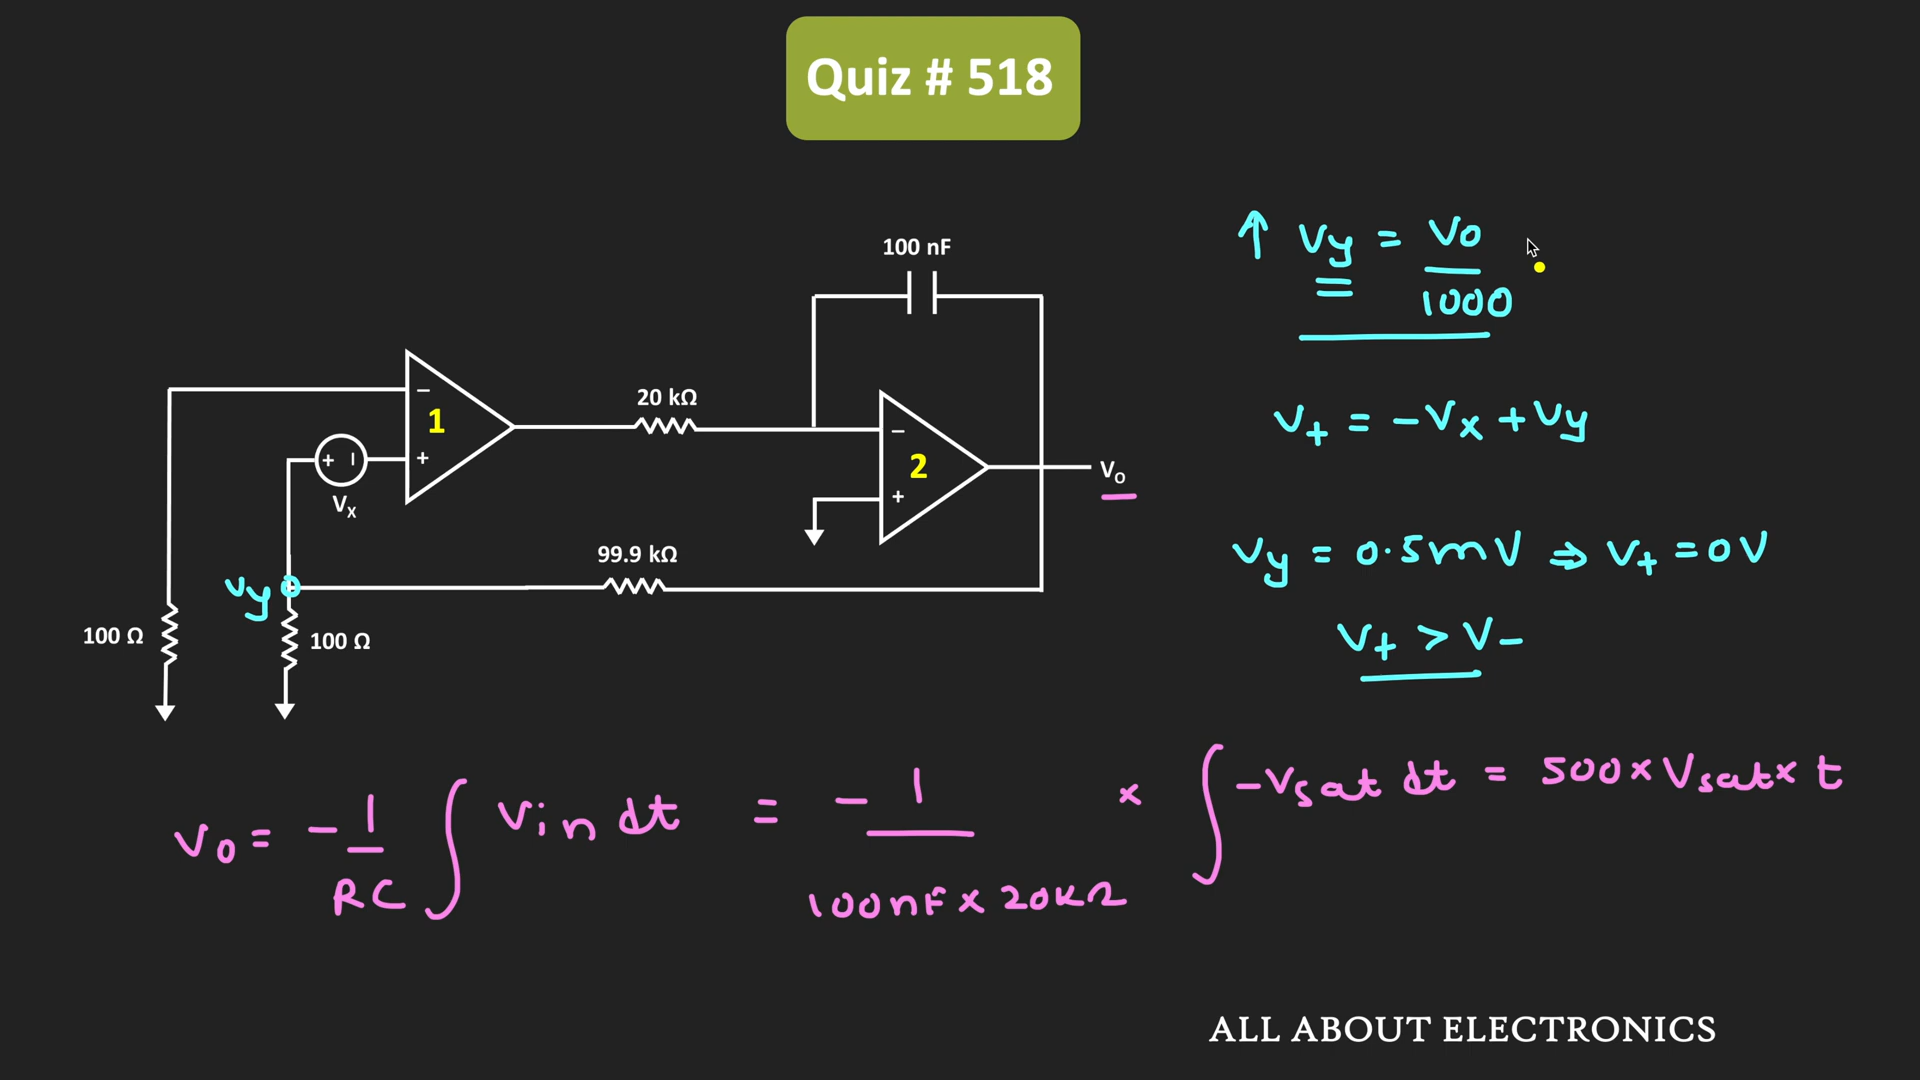 Quiz # 518
100 nF
↑ Vy = Vo / 1000
−
1
+
20 kΩ
V+ = -Vx + Vy
−
2
+
Vo
+ −
Vx
99.9 kΩ
Vy = 0.5mV ⇒ V+ = 0V
Vy
100 Ω
100 Ω
V+ > V-
Vo = -1/RC ∫ Vin dt = -1/(100nF × 20KΩ) × ∫ -Vsat dt = 500 × Vsat × t
ALL ABOUT ELECTRONICS